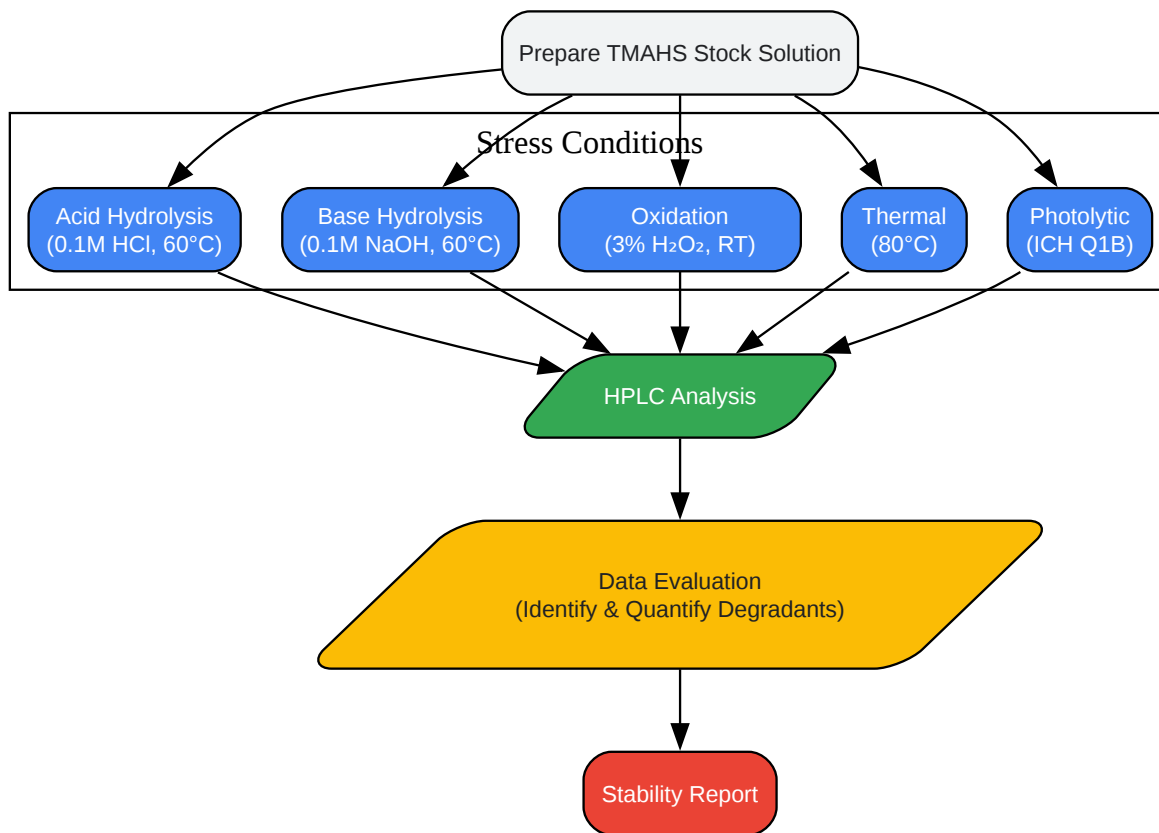 Prepare TMAHS Stock Solution
Stress Conditions
Acid Hydrolysis
(0.1M HCl, 60°C)
Base Hydrolysis
(0.1M NaOH, 60°C)
Oxidation
(3% H₂O₂, RT)
Thermal
(80°C)
Photolytic
(ICH Q1B)
HPLC Analysis
Data Evaluation
(Identify & Quantify Degradants)
Stability Report